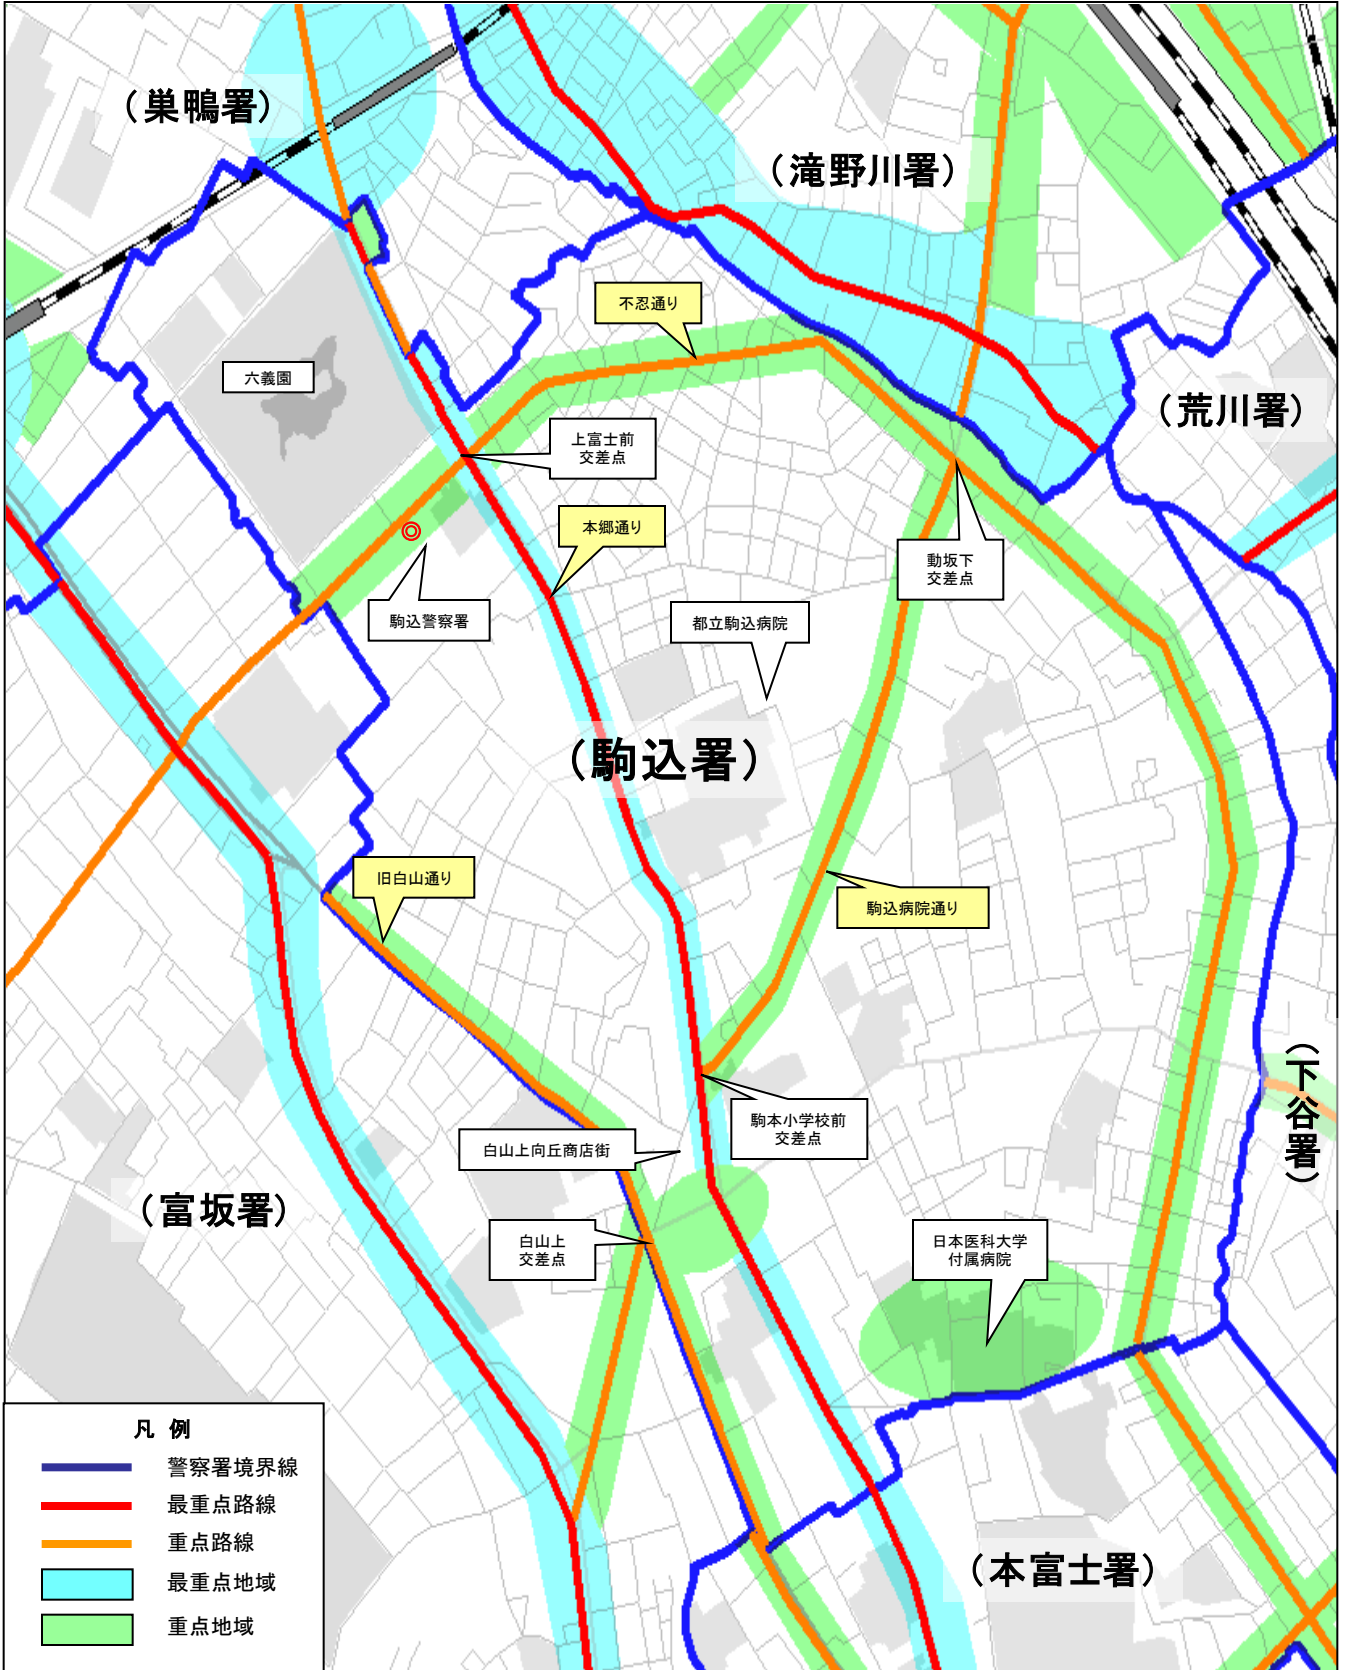 （巣鴨署）
（滝野川署）
不忍通り
六義園
（荒川署）
上富士前
交差点
本郷通り
動坂下
交差点
駒込警察署
都立駒込病院
（駒込署）
旧白山通り
駒込病院通り
（下谷署）
駒本小学校前
交差点
白山上向丘商店街
（富坂署）
白山上
交差点
日本医科大学
付属病院
凡 例
警察署境界線
最重点路線
重点路線
最重点地域
重点地域
（本富士署）